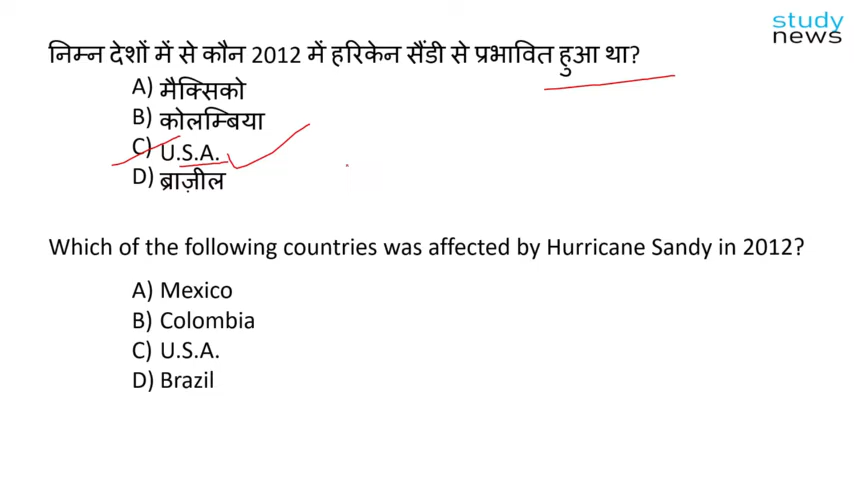 study
news
निम्न देशों में से कौन 2012 में हरिकेन सैंडी से प्रभावित हुआ था?
A) मैक्सिको
B) कोलम्बिया
C) U.S.A.
D) ब्राज़ील
Which of the following countries was affected by Hurricane Sandy in 2012?
A) Mexico
B) Colombia
C) U.S.A.
D) Brazil